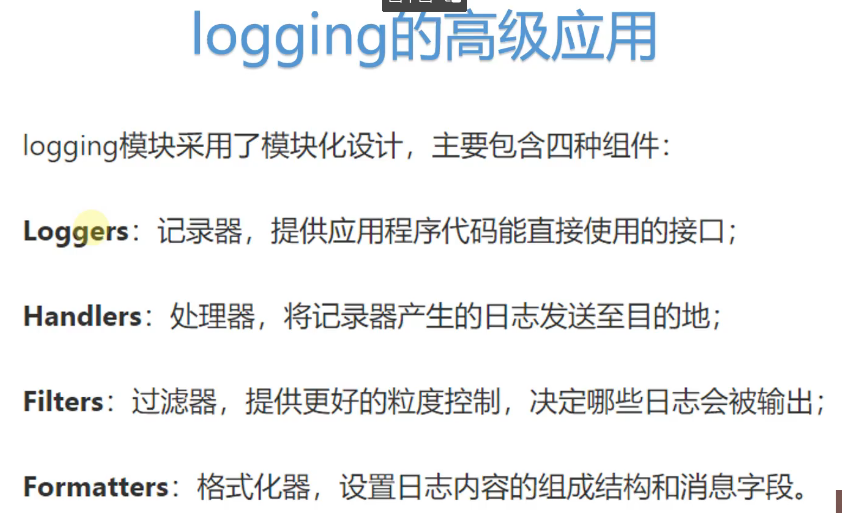 logging的高级应用
logging模块采用了模块化设计，主要包含四种组件：
Loggers：记录器，提供应用程序代码能直接使用的接口；
Handlers：处理器，将记录器产生的日志发送至目的地；
Filters：过滤器，提供更好的粒度控制，决定哪些日志会被输出；
Formatters：格式化器，设置日志内容的组成结构和消息字段。